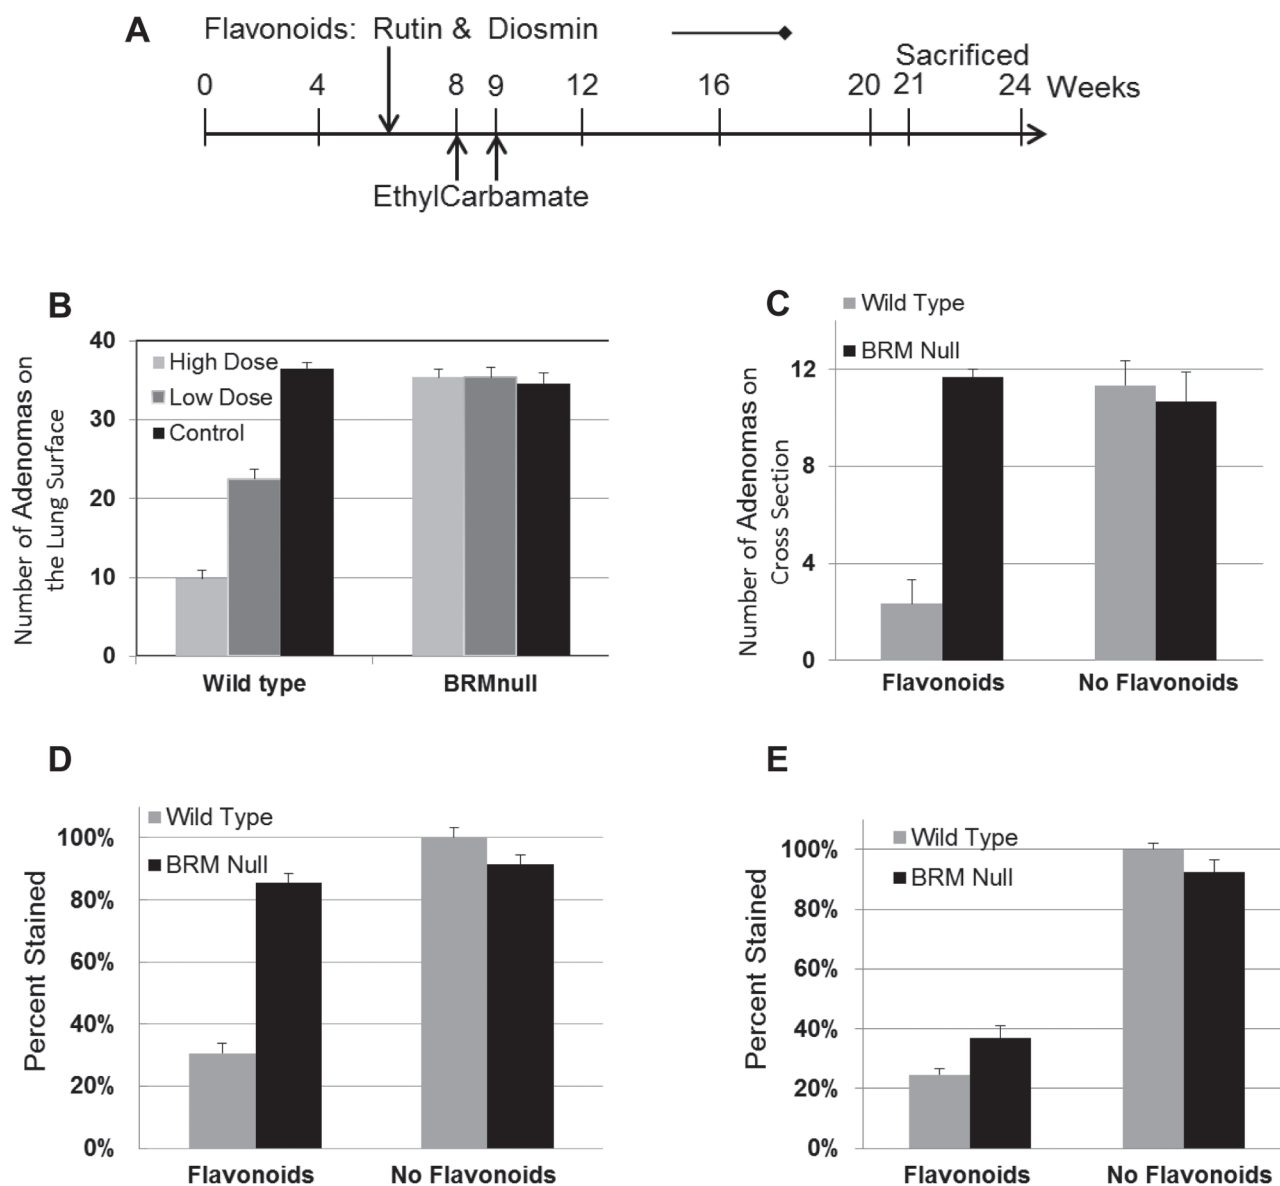 A
Flavonoids: Rutin & Diosmin
Sacrificed
0 4 8 9 12 16 20 21 24 Weeks
EthylCarbamate
B
Number of Adenomas on
the Lung Surface
40
30
20
10
0
High Dose
Low Dose
Control
Wild type BRMnull
C
Wild Type
BRM Null
Number of Adenomas on
Cross Section
12
8
4
0
Flavonoids No Flavonoids
D
Wild Type
BRM Null
Percent Stained
100%
80%
60%
40%
20%
0%
Flavonoids No Flavonoids
E
Wild Type
BRM Null
Percent Stained
100%
80%
60%
40%
20%
0%
Flavonoids No Flavonoids